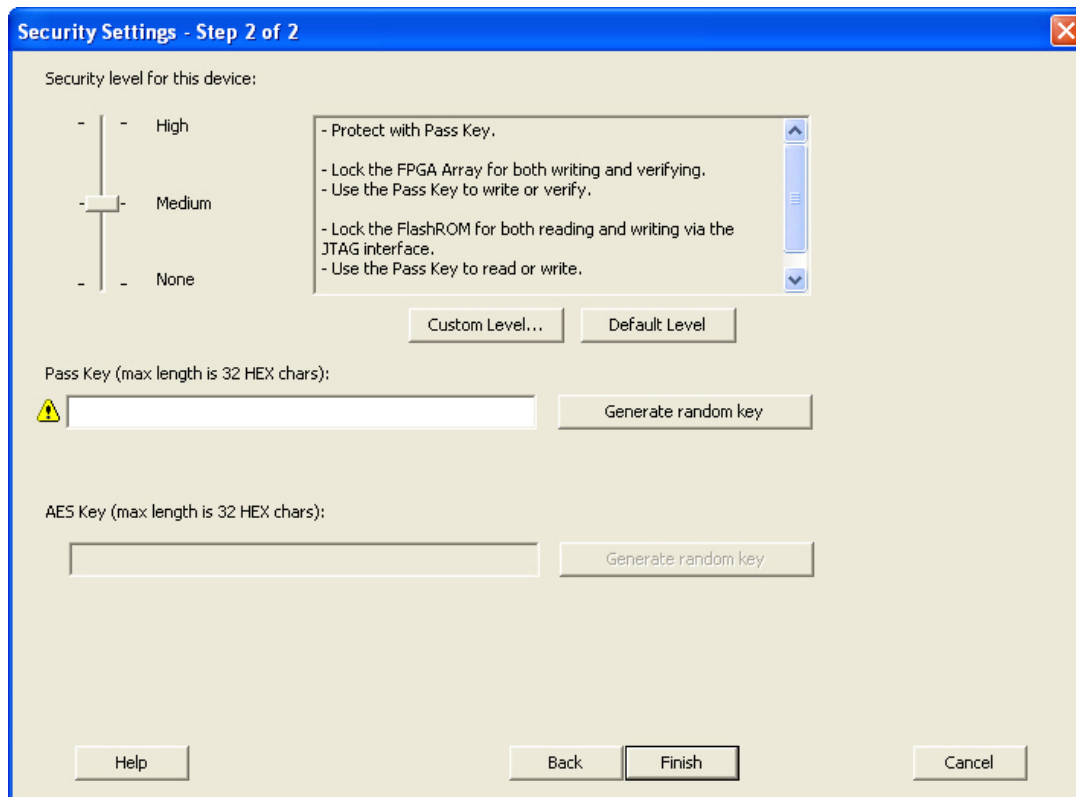 Security Settings - Step 2 of 2
Security level for this device:
High
Medium
None
- Protect with Pass Key.
- Lock the FPGA Array for both writing and verifying.
- Use the Pass Key to write or verify.
- Lock the FlashROM for both reading and writing via the
JTAG interface.
- Use the Pass Key to read or write.
Custom Level...
Default Level
Pass Key (max length is 32 HEX chars):
Generate random key
AES Key (max length is 32 HEX chars):
Generate random key
Help
Back
Finish
Cancel